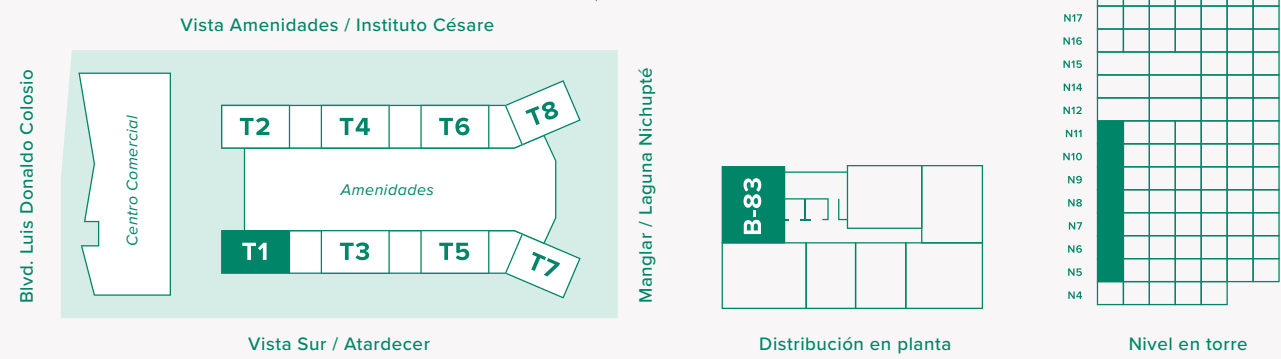 Vista Amenidades / Instituto Césare
Blvd. Luis Donaldo Colosio
Centro Comercial
T2
T4
T6
T8
Amenidades
T1
T3
T5
T7
Manglar / Laguna Nichupté
Vista Sur / Atardecer
B-83
Distribución en planta
N17
N16
N15
N14
N12
N11
N10
N9
N8
N7
N6
N5
N4
Nivel en torre